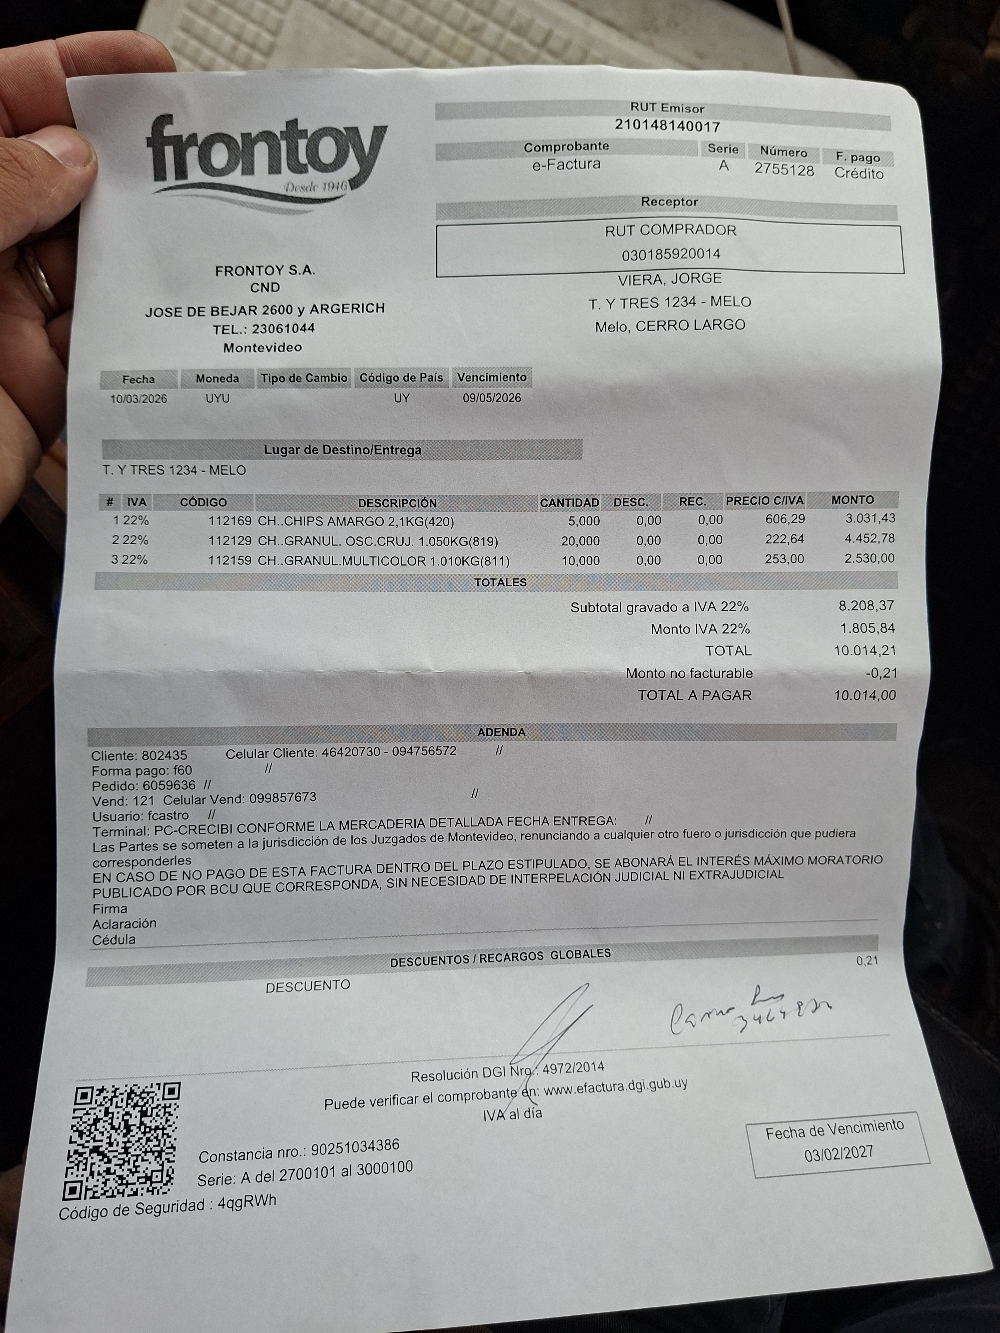 frontoy
Desde 1946
FRONTOY S.A.
CND
JOSE DE BEJAR 2600 y ARGERICH
TEL.: 23061044
Montevideo
RUT Emisor
210148140017
Comprobante Serie Número F. pago
e-Factura A 2755128 Crédito
Receptor
RUT COMPRADOR
030185920014
VIERA, JORGE
T. Y TRES 1234 - MELO
Melo, CERRO LARGO
Fecha Moneda Tipo de Cambio Código de País Vencimiento
10/03/2026 UYU UY 09/05/2026
Lugar de Destino/Entrega
T. Y TRES 1234 - MELO
# IVA CÓDIGO DESCRIPCIÓN CANTIDAD DESC. REC. PRECIO C/IVA MONTO
1 22% 112169 CH..CHIPS AMARGO 2,1KG(420) 5,000 0,00 0,00 606,29 3.031,43
2 22% 112129 CH..GRANUL. OSC.CRUJ. 1.050KG(819) 20,000 0,00 0,00 222,64 4.452,78
3 22% 112159 CH..GRANUL.MULTICOLOR 1.010KG(811) 10,000 0,00 0,00 253,00 2.530,00
TOTALES
Subtotal gravado a IVA 22% 8.208,37
Monto IVA 22% 1.805,84
TOTAL 10.014,21
Monto no facturable -0,21
TOTAL A PAGAR 10.014,00
ADENDA
Cliente: 802435 Celular Cliente: 46420730 - 094756572 //
Forma pago: f60 //
Pedido: 6059636 //
Vend: 121 Celular Vend: 099857673 //
Usuario: fcastro //
Terminal: PC-CRECIBI CONFORME LA MERCADERIA DETALLADA FECHA ENTREGA: //
Las Partes se someten a la jurisdicción de los Juzgados de Montevideo, renunciando a cualquier otro fuero o jurisdicción que pudiera
corresponderles
EN CASO DE NO PAGO DE ESTA FACTURA DENTRO DEL PLAZO ESTIPULADO, SE ABONARÁ EL INTERÉS MÁXIMO MORATORIO
PUBLICADO POR BCU QUE CORRESPONDA, SIN NECESIDAD DE INTERPELACIÓN JUDICIAL NI EXTRAJUDICIAL
Firma
Aclaración
Cédula
DESCUENTOS / RECARGOS GLOBALES
DESCUENTO 0,21
Resolución DGI Nro.: 4972/2014
Puede verificar el comprobante en: www.efactura.dgi.gub.uy
IVA al día
Constancia nro.: 90251034386
Serie: A del 2700101 al 3000100
Código de Seguridad : 4qgRWh
Fecha de Vencimiento
03/02/2027